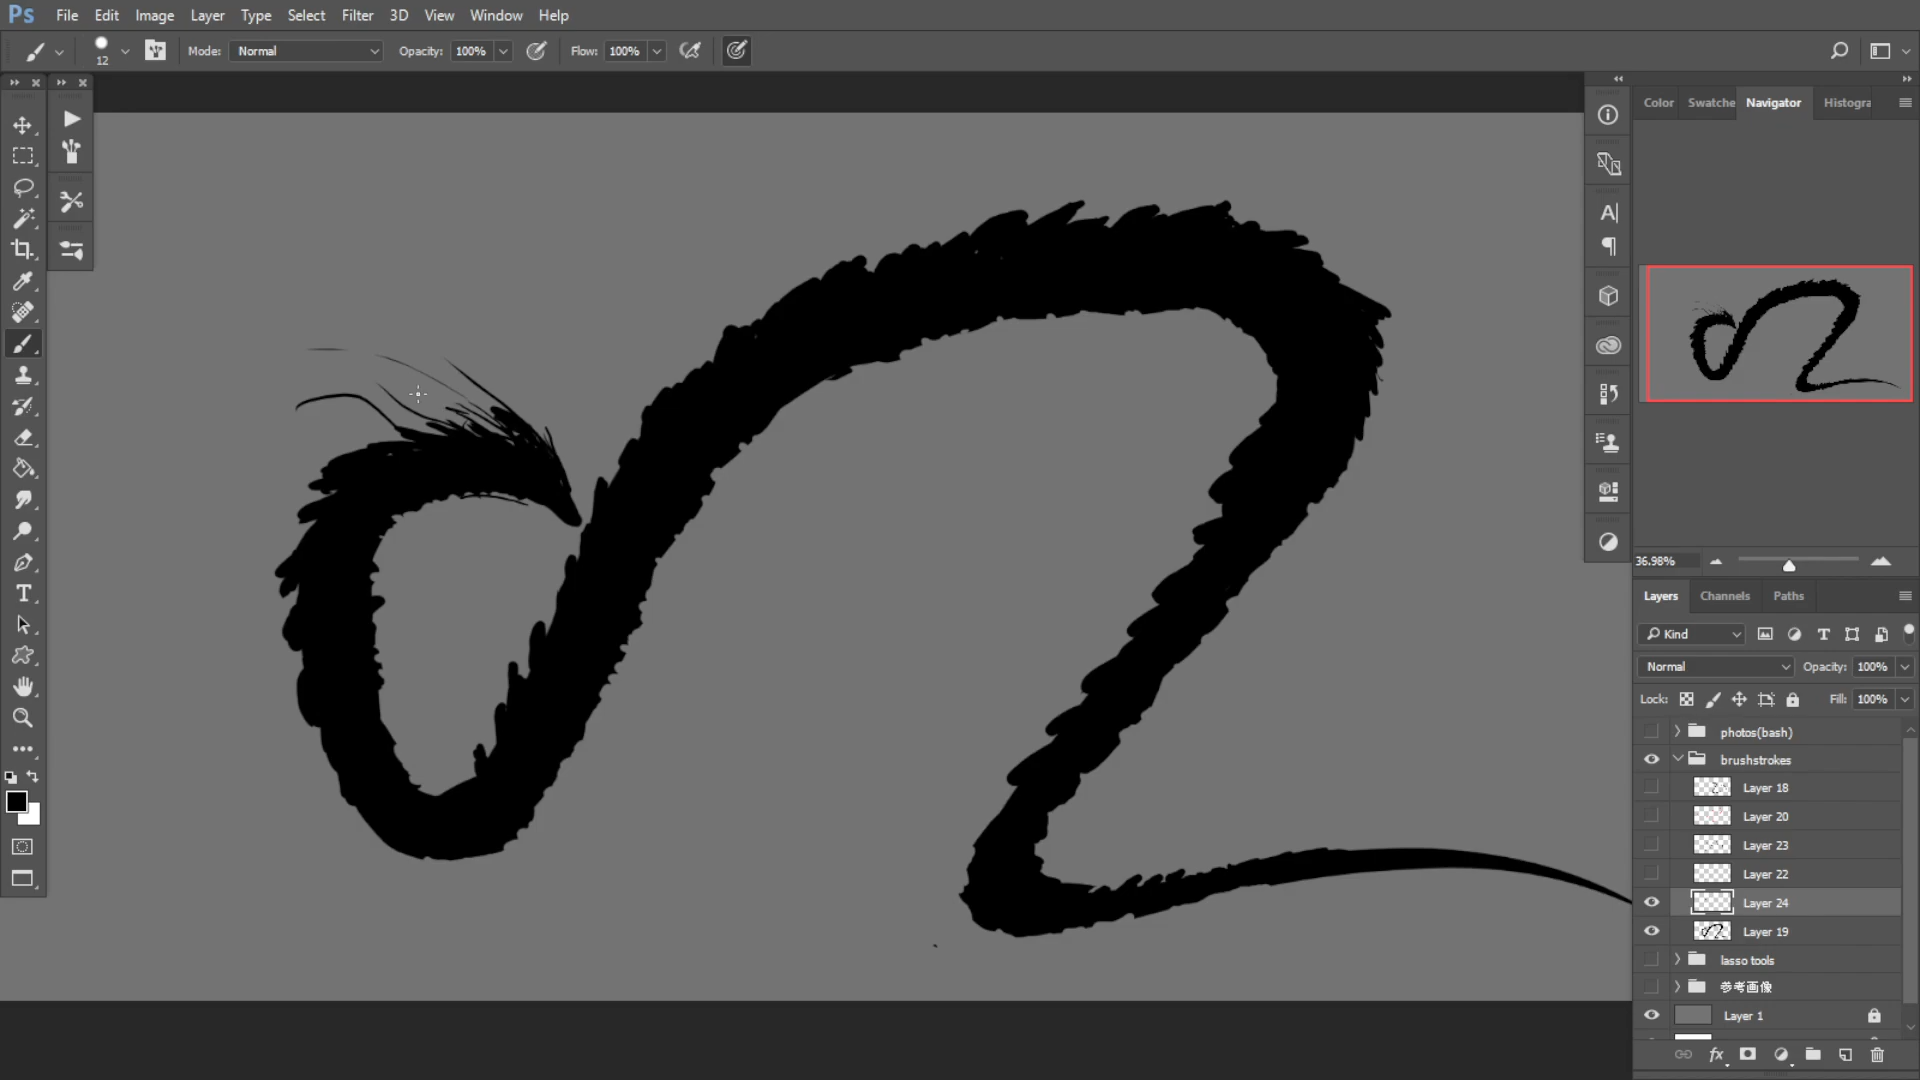 Ps File Edit Image Layer Type Select Filter 3D View Window Help
12 Mode: Normal Opacity: 100% Flow: 100%
Color Swatche Navigator Histogra
36.98%
Layers Channels Paths
Kind
Normal Opacity: 100%
Lock: Fill: 100%
photos(bash)
brushstrokes
Layer 18
Layer 20
Layer 23
Layer 22
Layer 24
Layer 19
lasso tools
参考画像
Layer 1
fx